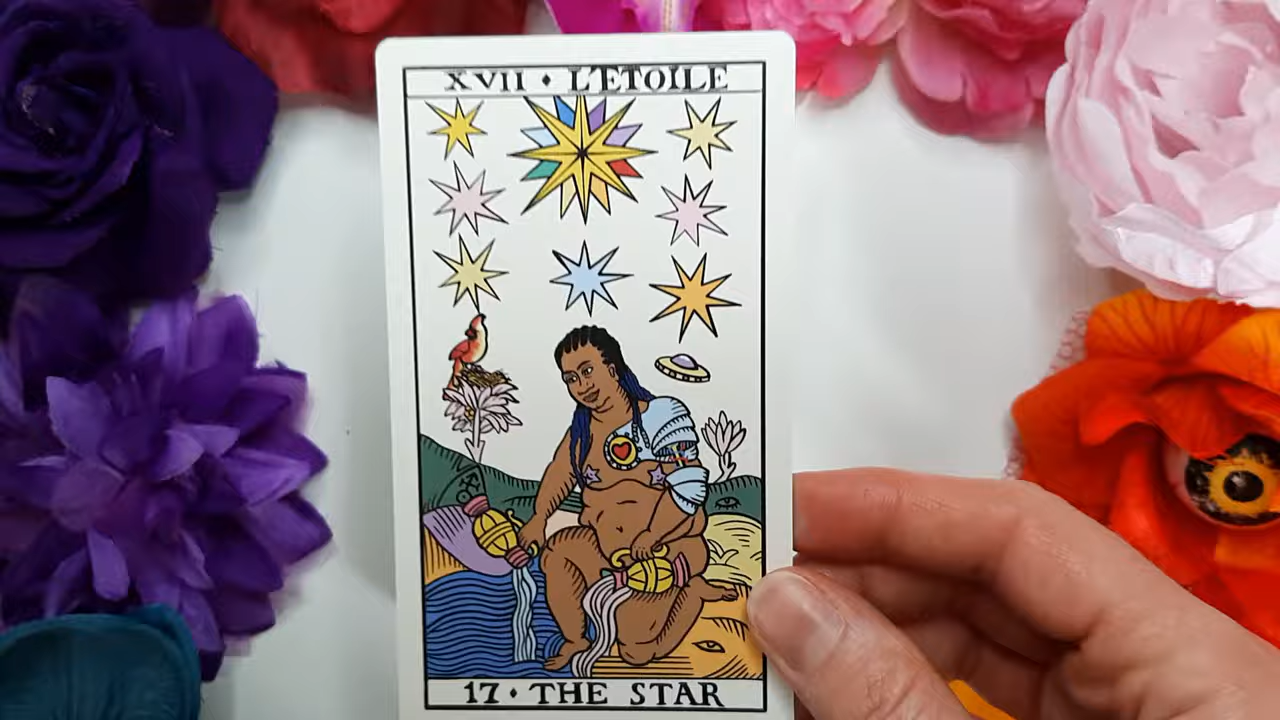 XVII • L'ETOILE
17 • THE STAR